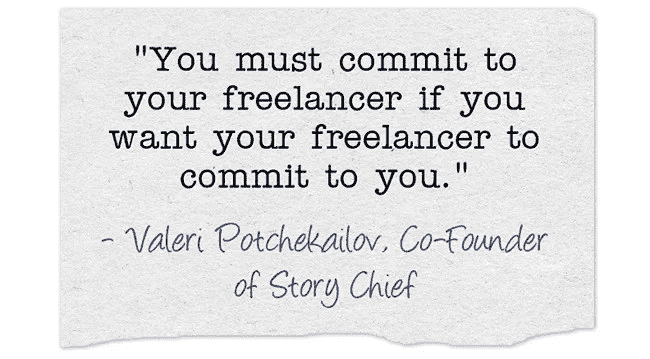 "You must commit to
your freelancer if you
want your freelancer to
commit to you."
- Valeri Potchekailov, Co-Founder
of Story Chief